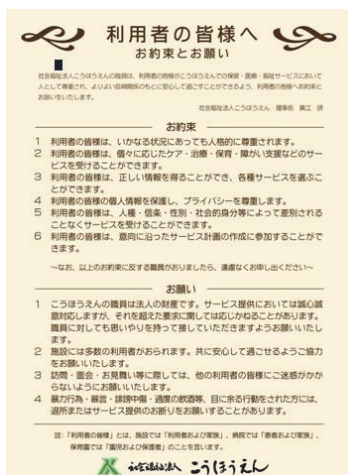 利用者の皆様へ
お約束とお願い
社会福祉法人こうほうえんの職員は、利用者の皆様がこうほうえんでの保健・医療・福祉サービスにおいて
人として尊重され、よりよい信頼関係のもとに安心して過ごすことができるよう、利用者の皆様へお約束と
お願いをいたします。
社会福祉法人こうほうえん 理事長 廣江 研
お約束
1 利用者の皆様は、いかなる状況にあっても人格的に尊重されます。
2 利用者の皆様は、個々に応じたケア・治療・保育・障がい支援などのサー
ビスを受けることができます。
3 利用者の皆様は、正しい情報を得ることができ、各種サービスを選ぶこ
とができます。
4 利用者の皆様の個人情報を保護し、プライバシーを尊重します。
5 利用者の皆様は、人種・信条・性別・社会的身分等によって差別される
ことなくサービスを受けることができます。
6 利用者の皆様は、意向に沿ったサービス計画の作成に参加することがで
きます。
～なお、以上のお約束に反する職員がおりましたら、遠慮なくお申し出ください～
お願い
1 こうほうえんの職員は法人の財産です。サービス提供においては誠心誠
意対応しますが、それを超えた要求に関しては応じかねることがあります。
職員に対しても思いやりを持って接していただきますようお願いいたし
ます。
2 施設には多数の利用者がおられます。共に安心して過ごせるようご協力
をお願いいたします。
3 訪問・面会・お見舞い等に際しては、他の利用者の皆様にご迷惑がかか
らないようにお願いいたします。
4 暴力行為・暴言・誹謗中傷・過度の飲酒等、目に余る行動をされた方には、
退所またはサービス提供のお断りをお願いすることがあります。
註:「利用者の皆様」とは、施設では「利用者および家族」、病院では「患者および家族」、
保育園では「園児および保護者」のことを言います。
社会福祉法人 こうほうえん